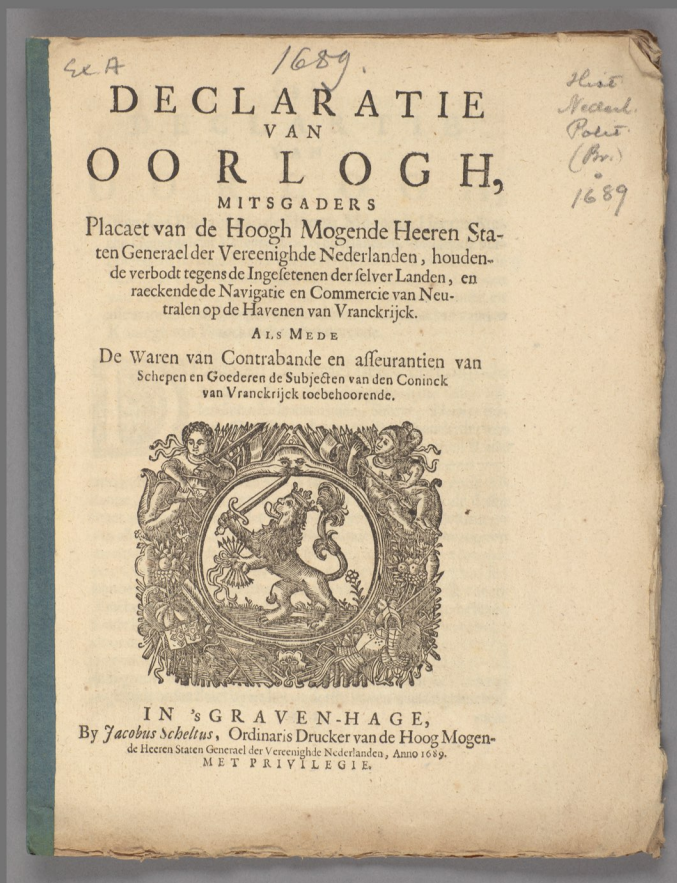 Ex A
1689.
Hist
Nederl.
Polit.
(Br.)
1689
DECLARATIE
VAN
OORLOGH,
MITSGADERS
Placaet van de Hoogh Mogende Heeren Sta-
ten Generael der Vereenighde Nederlanden, houden-
de verbodt tegens de Ingeſetenen der ſelver Landen, en
raeckende de Navigatie en Commercie van Neu-
tralen op de Havenen van Vranckrijck.
ALS MEDE
De Waren van Contrabande en aſſeurantien van
Schepen en Goederen de Subjecten van den Coninck
van Vranckrijck toebehoorende.
IN 's GRAVEN-HAGE,
By Jacobus Scheltus, Ordinaris Drucker van de Hoog Mogen-
de Heeren Staten Generael der Vereenighde Nederlanden, Anno 1689.
MET PRIVILEGIE.